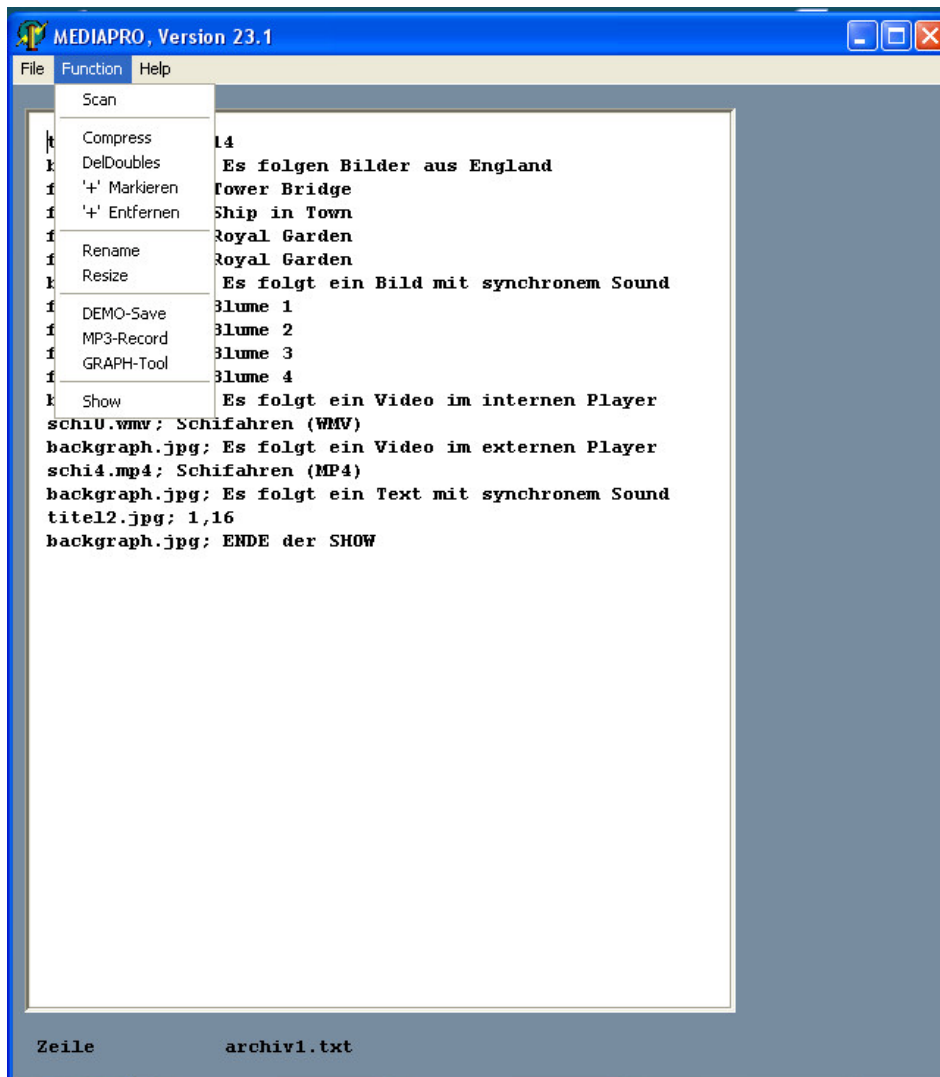 MEDIAPRO, Version 23.1
File Function Help
Scan
Compress
DelDoubles
'+' Markieren
'+' Entfernen
Rename
Resize
DEMO-Save
MP3-Record
GRAPH-Tool
Show
14
Es folgen Bilder aus England
Tower Bridge
Ship in Town
Royal Garden
Royal Garden
Es folgt ein Bild mit synchronem Sound
Blume 1
Blume 2
Blume 3
Blume 4
Es folgt ein Video im internen Player
schi0.wmv; Schifahren (WMV)
backgraph.jpg; Es folgt ein Video im externen Player
schi4.mp4; Schifahren (MP4)
backgraph.jpg; Es folgt ein Text mit synchronem Sound
titel2.jpg; 1,16
backgraph.jpg; ENDE der SHOW
Zeile archiv1.txt